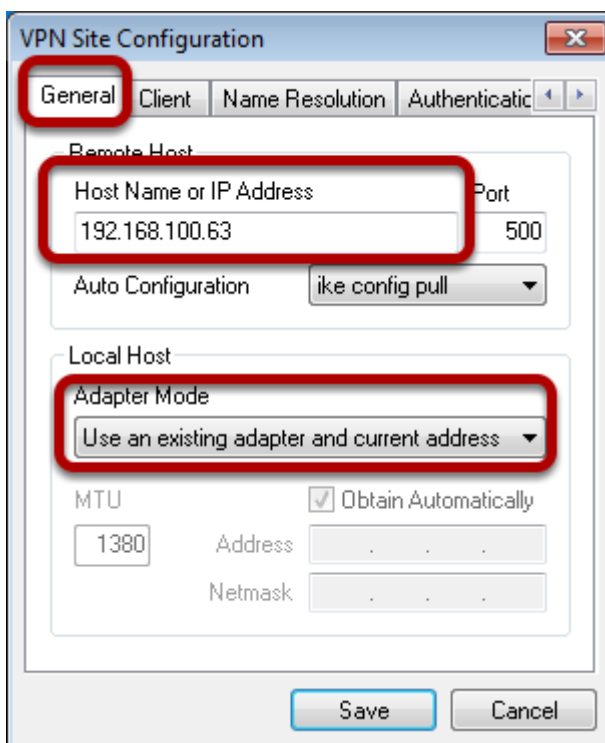 VPN Site Configuration
General Client Name Resolution Authenticatic
Remote Host
Host Name or IP Address Port
192.168.100.63 500
Auto Configuration ike config pull
Local Host
Adapter Mode
Use an existing adapter and current address
MTU Obtain Automatically
1380 Address . . .
Netmask . . .
Save Cancel